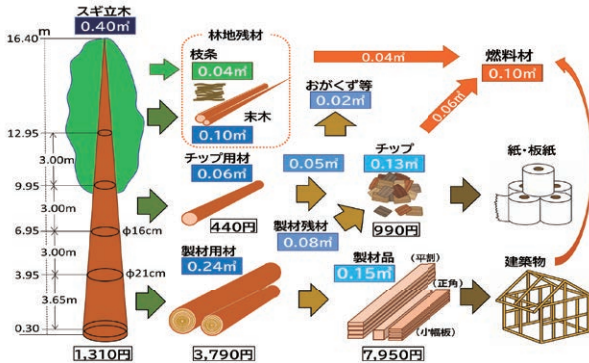 スギ立木
0.40㎥
m
16.40
12.95
3.00m
9.95
3.00m
6.95
3.00m
3.95
3.65m
0.30
φ16cm
φ21cm
1,310円
林地残材
枝条
0.04㎥
末木
0.10㎥
チップ用材
0.06㎥
440円
製材用材
0.24㎥
3,790円
おがくず等
0.02㎥
0.05㎥
製材残材
0.08㎥
チップ
0.13㎥
990円
製材品
0.15㎥
(平割)
(正角)
(小幅板)
7,950円
0.04㎥
0.06㎥
燃料材
0.10㎥
紙・板紙
建築物